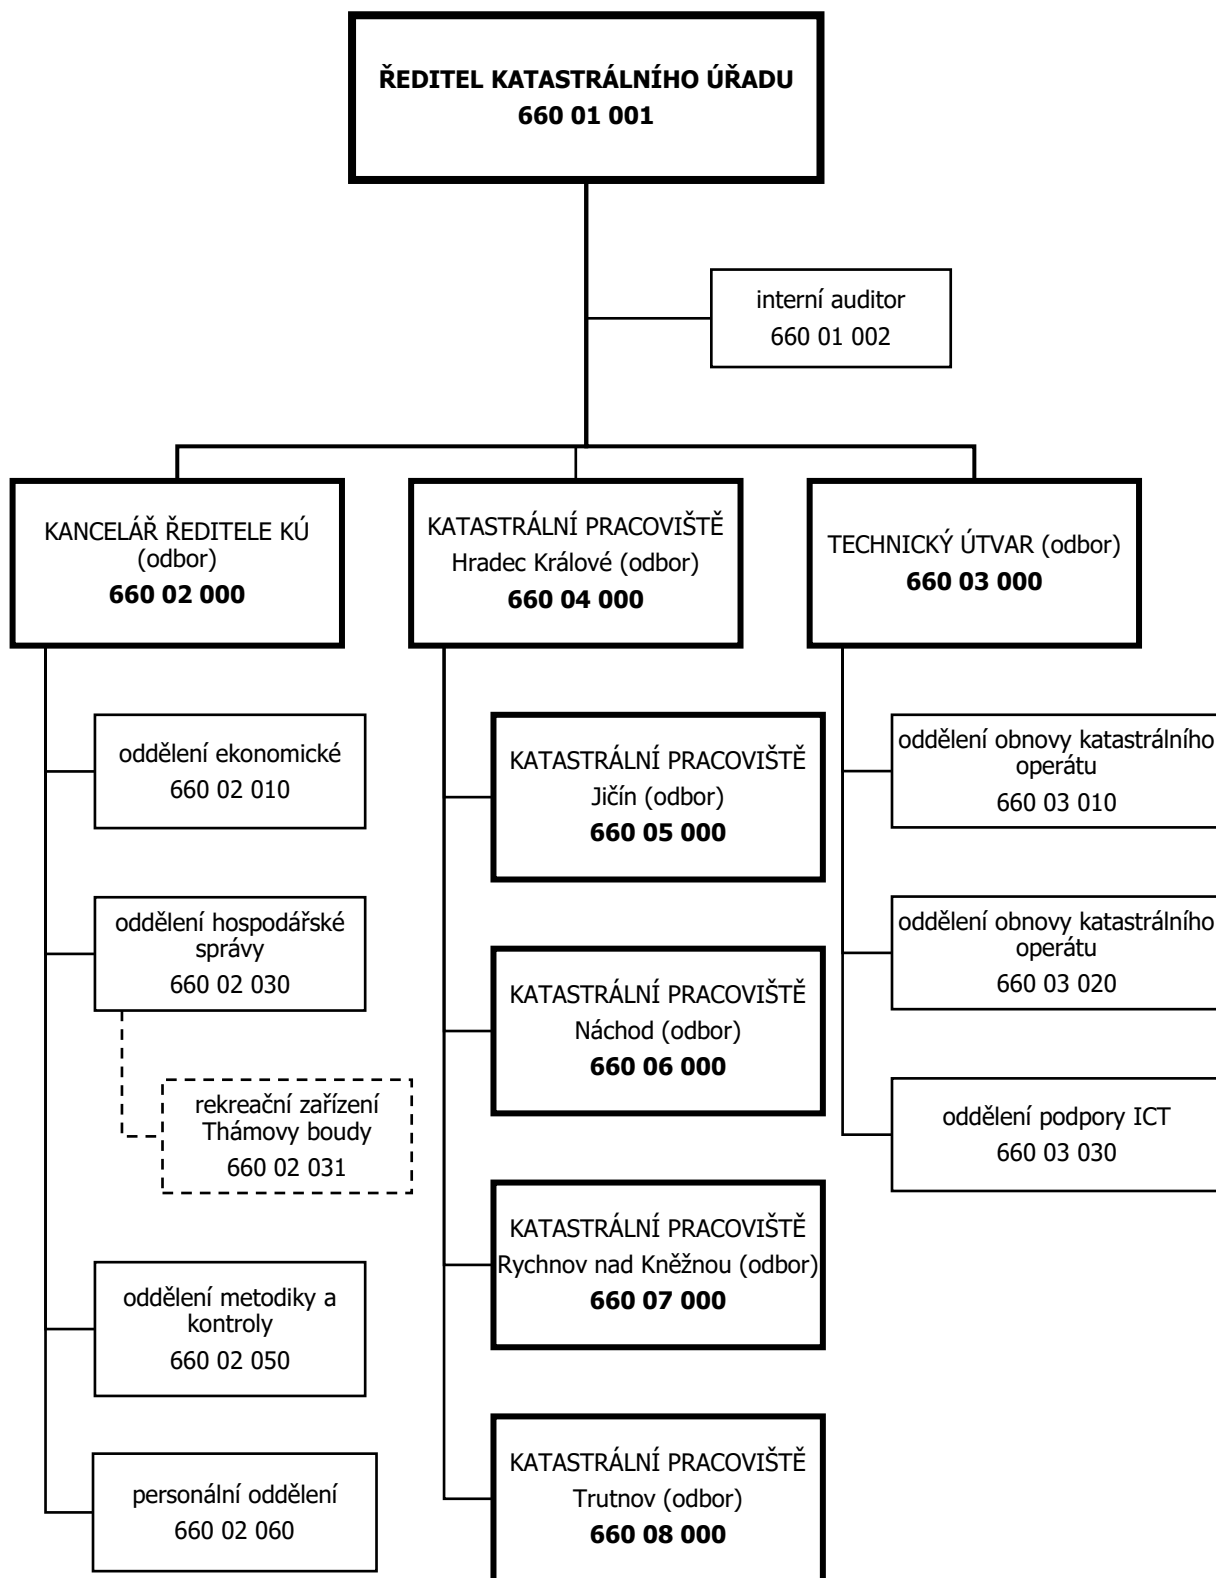 ŘEDITEL KATASTRÁLNÍHO ÚŘADU
660 01 001
interní auditor
660 01 002
KANCELÁŘ ŘEDITELE KÚ
(odbor)
660 02 000
KATASTRÁLNÍ PRACOVIŠTĚ
Hradec Králové (odbor)
660 04 000
TECHNICKÝ ÚTVAR (odbor)
660 03 000
oddělení ekonomické
660 02 010
oddělení hospodářské
správy
660 02 030
rekreační zařízení
Thámovy boudy
660 02 031
oddělení metodiky a
kontroly
660 02 050
personální oddělení
660 02 060
KATASTRÁLNÍ PRACOVIŠTĚ
Jičín (odbor)
660 05 000
KATASTRÁLNÍ PRACOVIŠTĚ
Náchod (odbor)
660 06 000
KATASTRÁLNÍ PRACOVIŠTĚ
Rychnov nad Kněžnou (odbor)
660 07 000
KATASTRÁLNÍ PRACOVIŠTĚ
Trutnov (odbor)
660 08 000
oddělení obnovy katastrálního
operátu
660 03 010
oddělení obnovy katastrálního
operátu
660 03 020
oddělení podpory ICT
660 03 030